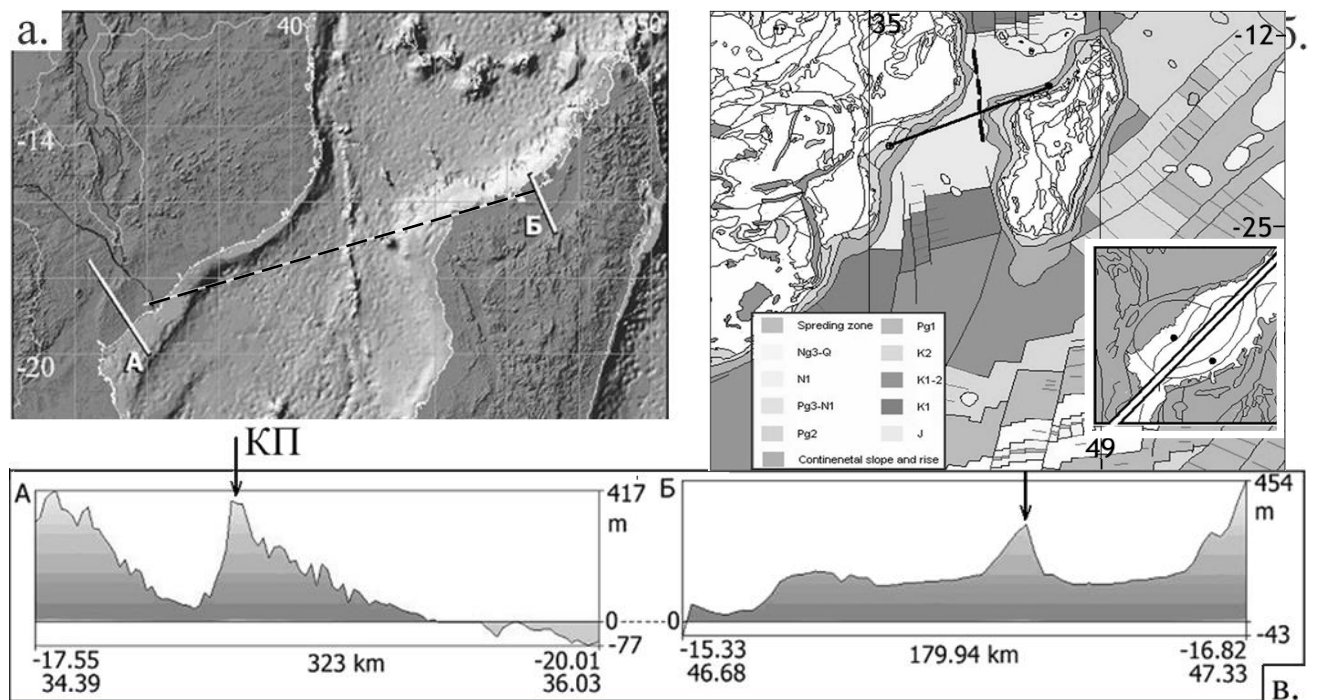 а.
40
50
-14
-20
А
Б
35
-12
б.
-25
49
Spreding zone
Ng3-Q
N1
Pg3-N1
Pg2
Continenetal slope and rise
Pg1
K2
K1-2
K1
J
КП
А
417
m
0
-77
-17.55
34.39
323 km
-20.01
36.03
Б
454
m
0
-43
-15.33
46.68
179.94 km
-16.82
47.33
в.